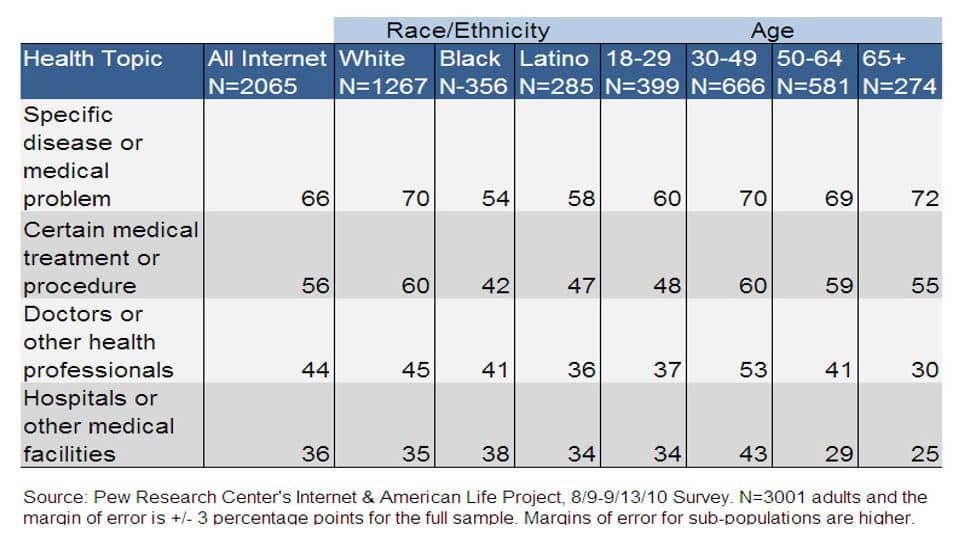 Race/Ethnicity Age
Health Topic All Internet White Black Latino 18-29 30-49 50-64 65+
N=2065 N=1267 N-356 N=285 N=399 N=666 N=581 N=274
Specific
disease or
medical
problem 66 70 54 58 60 70 69 72
Certain medical
treatment or
procedure 56 60 42 47 48 60 59 55
Doctors or
other health
professionals 44 45 41 36 37 53 41 30
Hospitals or
other medical
facilities 36 35 38 34 34 43 29 25
Source: Pew Research Center's Internet & American Life Project, 8/9-9/13/10 Survey. N=3001 adults and the
margin of error is +/- 3 percentage points for the full sample. Margins of error for sub-populations are higher.